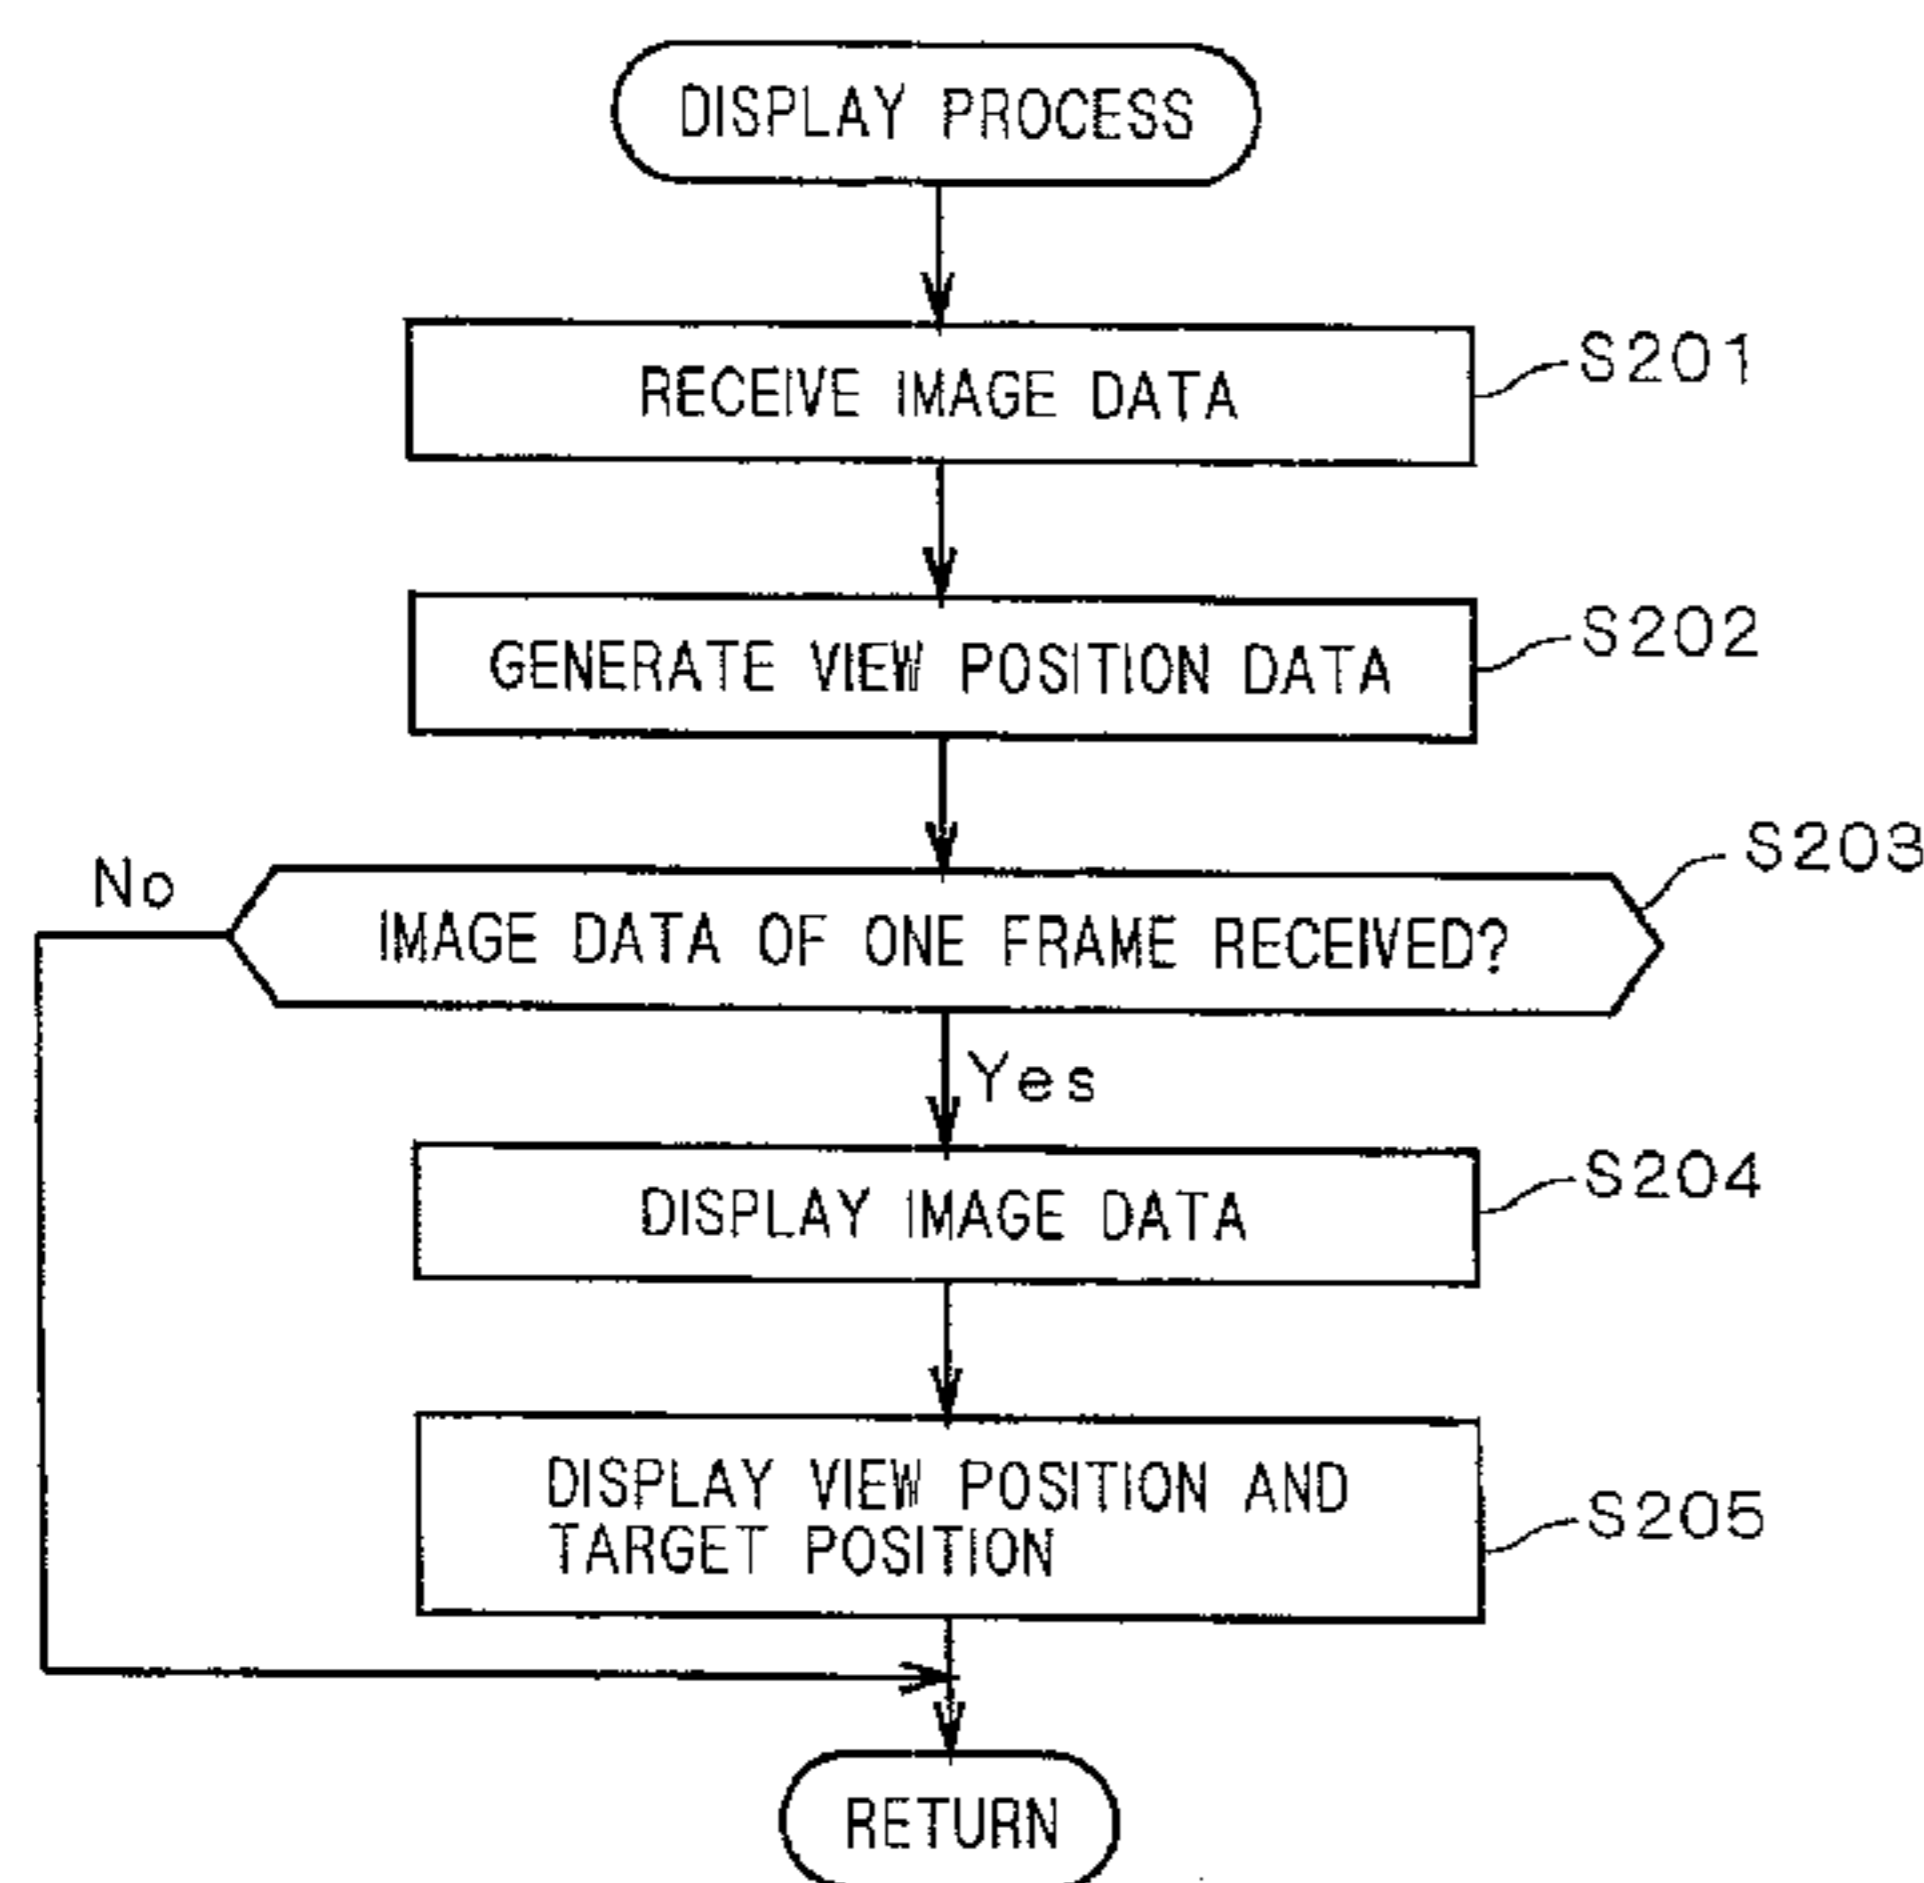 DISPLAY PROCESS
RECEIVE IMAGE DATA
S201
GENERATE VIEW POSITION DATA
S202
S203
No
IMAGE DATA OF ONE FRAME RECEIVED?
Yes
DISPLAY IMAGE DATA
S204
DISPLAY VIEW POSITION AND
TARGET POSITION
S205
RETURN